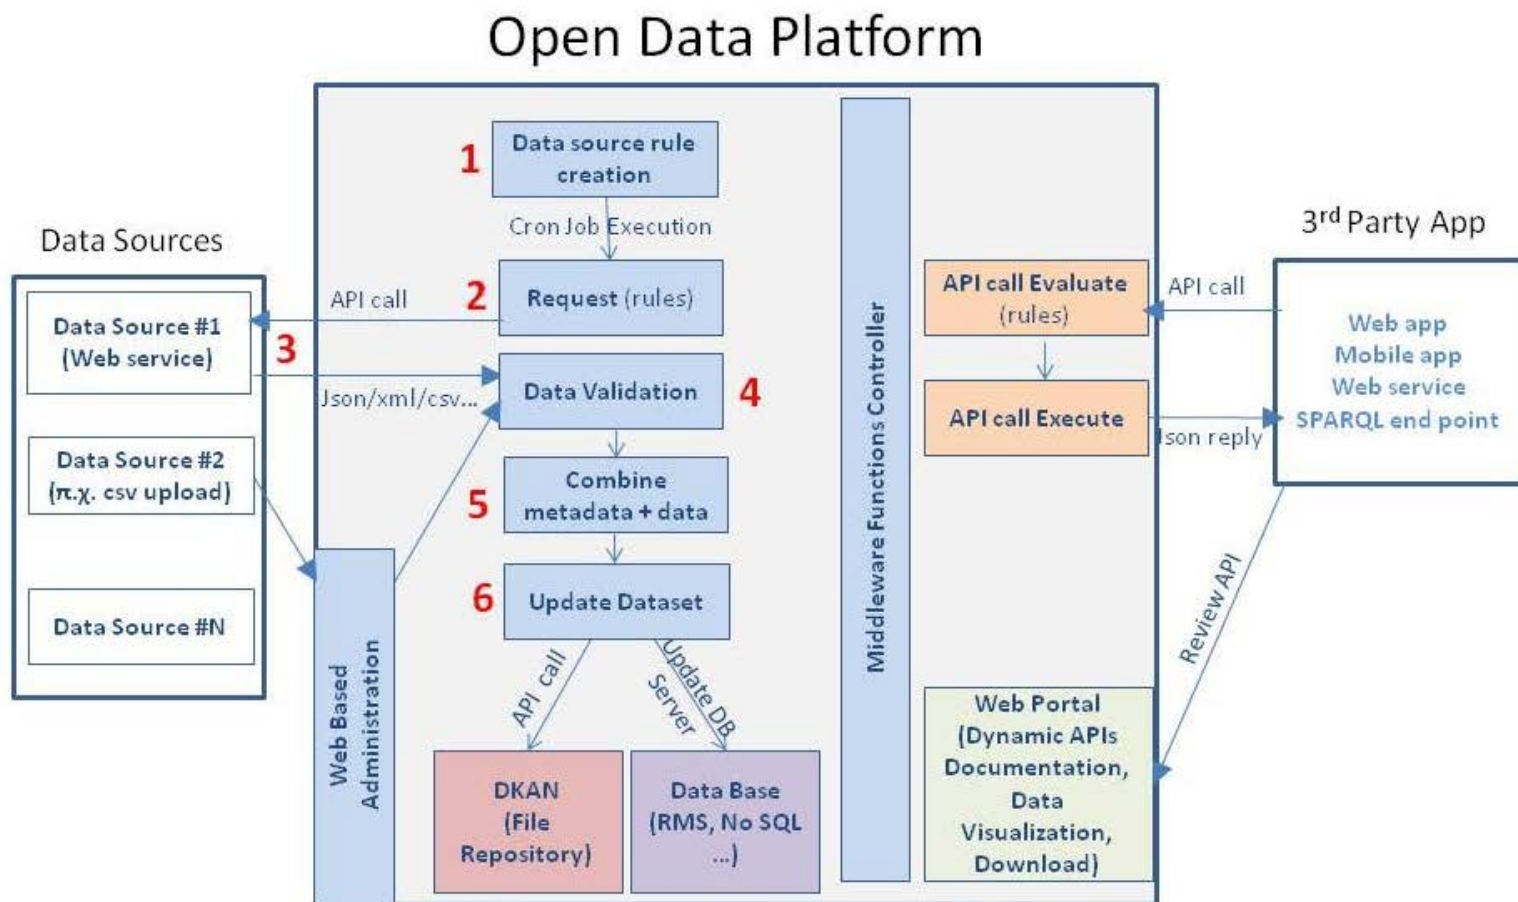 Open Data Platform
1
Data source rule
creation
Cron Job Execution
Data Sources
3rd Party App
API call
2
Request (rules)
Data Source #1
(Web service)
3
Json/xml/csv...
Data Validation
4
Data Source #2
(π.χ. csv upload)
5
Combine
metadata + data
6
Update Dataset
Data Source #N
Web Based
Administration
API call
Update DB
Server
DKAN
(File
Repository)
Data Base
(RMS, No SQL
...)
Middleware Functions Controller
API call Evaluate
(rules)
API call
API call Execute
Json reply
Web app
Mobile app
Web service
SPARQL end point
Review API
Web Portal
(Dynamic APIs
Documentation,
Data
Visualization,
Download)